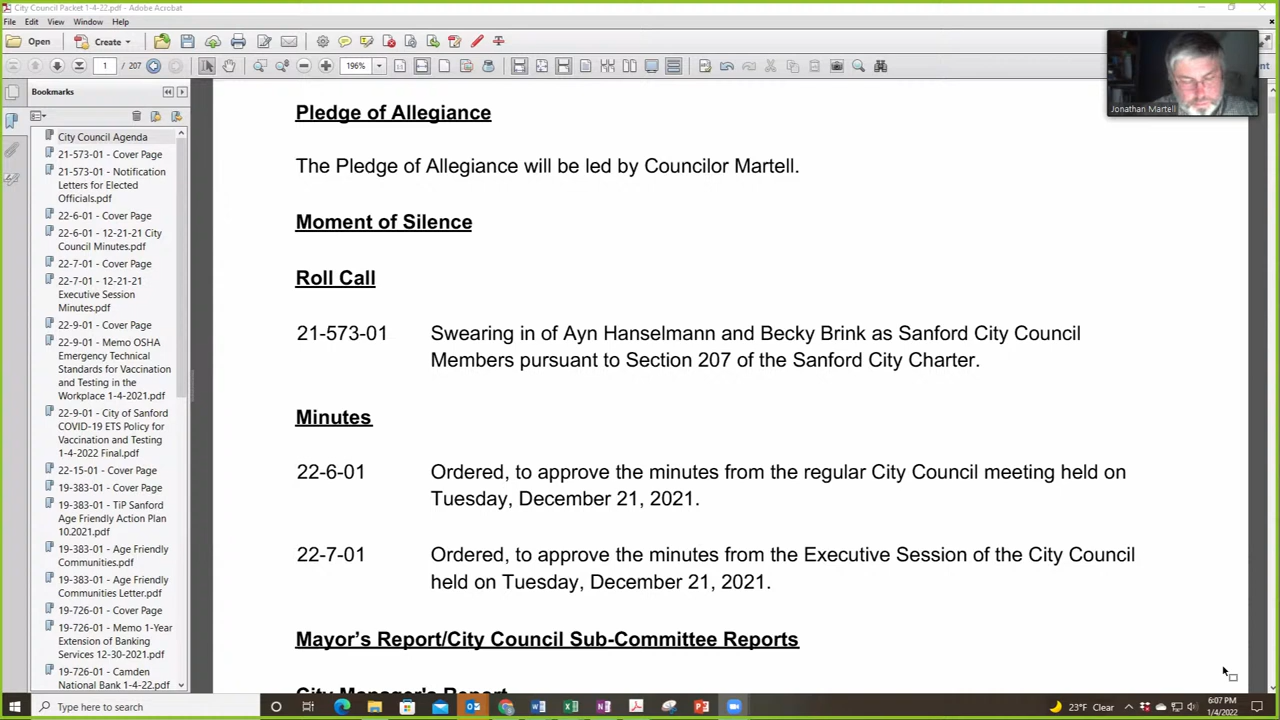 City Council Packet 1-4-22.pdf - Adobe Acrobat
File Edit View Window Help
Open Create
1 / 207 196%
Jonathan Martell
Bookmarks
City Council Agenda
21-573-01 - Cover Page
21-573-01 - Notification
Letters for Elected
Officials.pdf
22-6-01 - Cover Page
22-6-01 - 12-21-21 City
Council Minutes.pdf
22-7-01 - Cover Page
22-7-01 - 12-21-21
Executive Session
Minutes.pdf
22-9-01 - Cover Page
22-9-01 - Memo OSHA
Emergency Technical
Standards for Vaccination
and Testing in the
Workplace 1-4-2021.pdf
22-9-01 - City of Sanford
COVID-19 ETS Policy for
Vaccination and Testing
1-4-2022 Final.pdf
22-15-01 - Cover Page
19-383-01 - Cover Page
19-383-01 - TiP Sanford
Age Friendly Action Plan
10.2021.pdf
19-383-01 - Age Friendly
Communities.pdf
19-383-01 - Age Friendly
Communities Letter.pdf
19-726-01 - Cover Page
19-726-01 - Memo 1-Year
Extension of Banking
Services 12-30-2021.pdf
19-726-01 - Camden
National Bank 1-4-22.pdf
Pledge of Allegiance
The Pledge of Allegiance will be led by Councilor Martell.
Moment of Silence
Roll Call
21-573-01 Swearing in of Ayn Hanselmann and Becky Brink as Sanford City Council
Members pursuant to Section 207 of the Sanford City Charter.
Minutes
22-6-01 Ordered, to approve the minutes from the regular City Council meeting held on
Tuesday, December 21, 2021.
22-7-01 Ordered, to approve the minutes from the Executive Session of the City Council
held on Tuesday, December 21, 2021.
Mayor's Report/City Council Sub-Committee Reports
City Manager's Report
Type here to search
23°F Clear
6:07 PM
1/4/2022